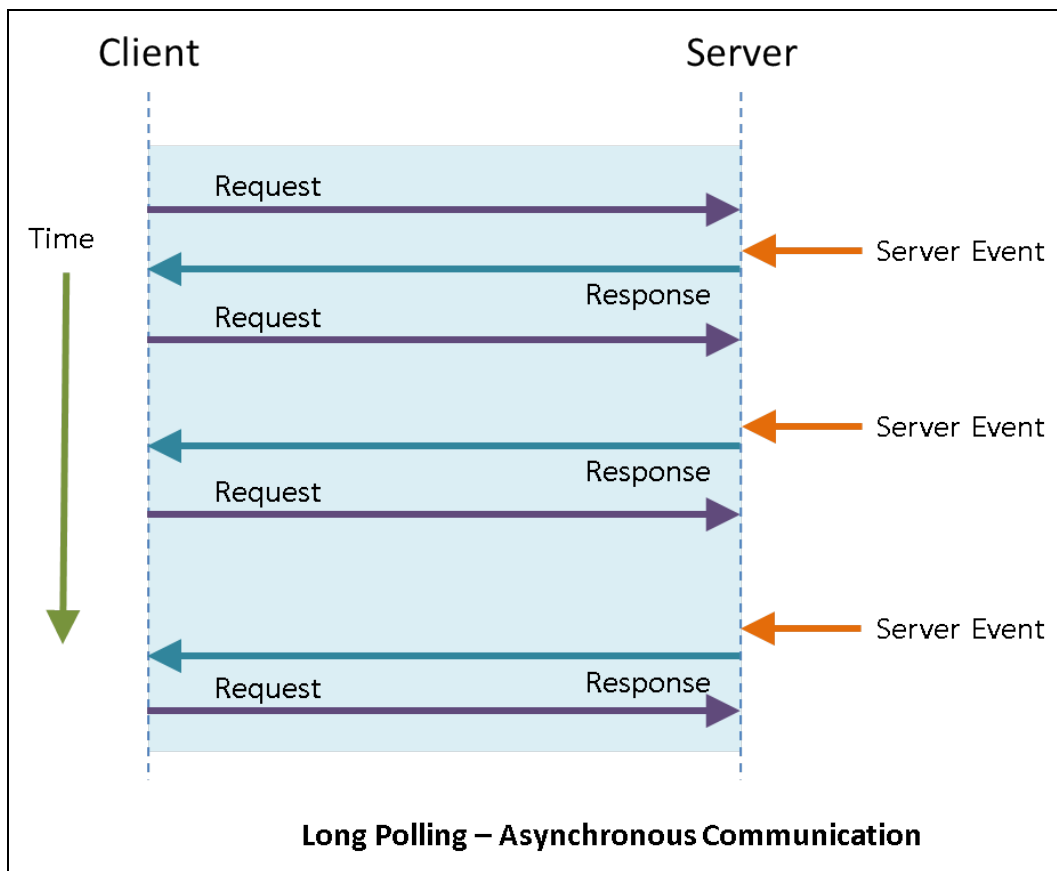 Client
Server
Request
Time
Server Event
Response
Request
Server Event
Response
Request
Server Event
Response
Request
Long Polling – Asynchronous Communication